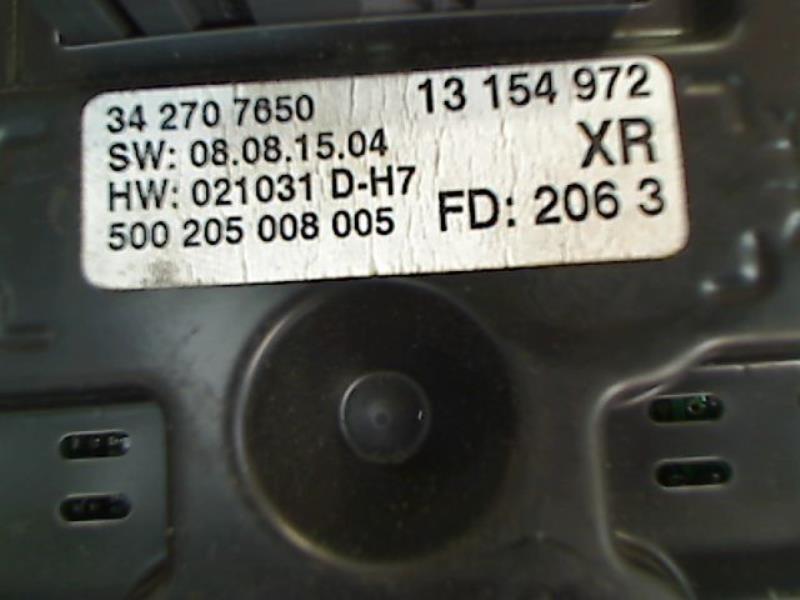 34 270 7650 13 154 972
SW: 08.08.15.04 XR
HW: 021031 D-H7
500 205 008 005 FD: 206 3